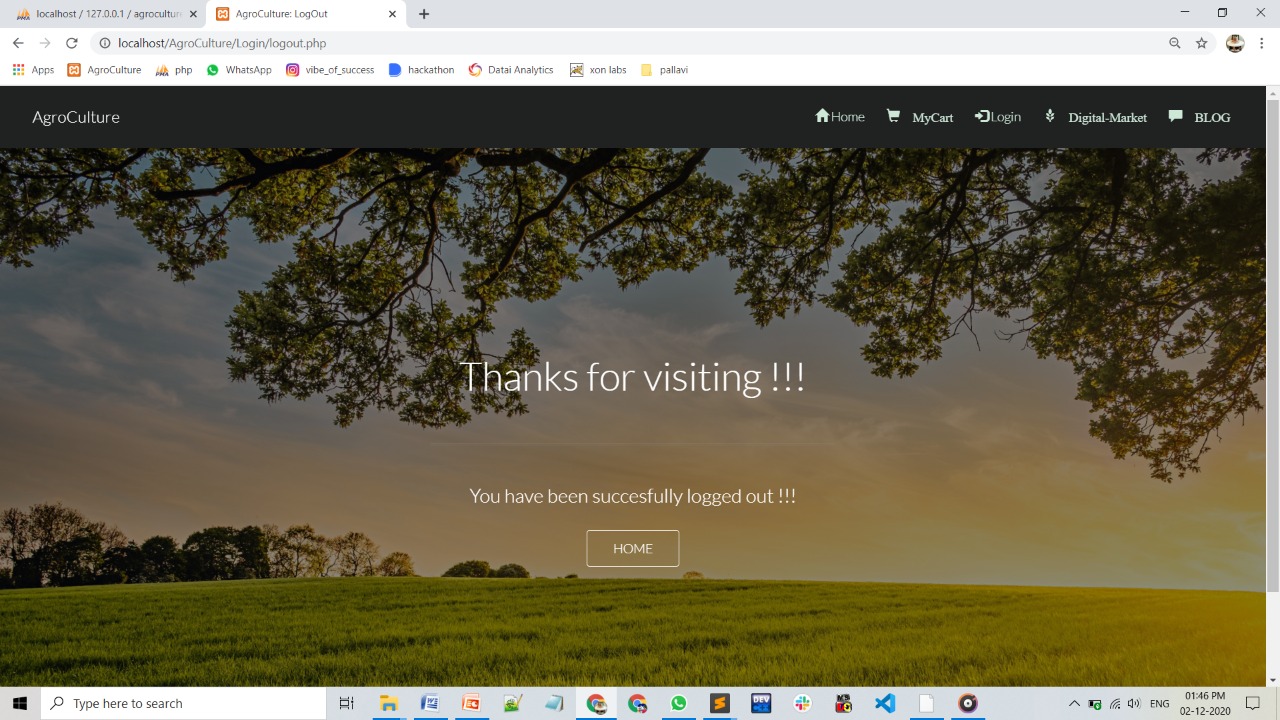 localhost / 127.0.0.1 / agroculture
AgroCulture: LogOut
localhost/AgroCulture/Login/logout.php
Apps AgroCulture php WhatsApp vibe_of_success hackathon Datai Analytics xon labs pallavi
AgroCulture
Home MyCart Login Digital-Market BLOG
Thanks for visiting !!!
You have been succesfully logged out !!!
HOME
Type here to search
ENG
01:46 PM
02-12-2020